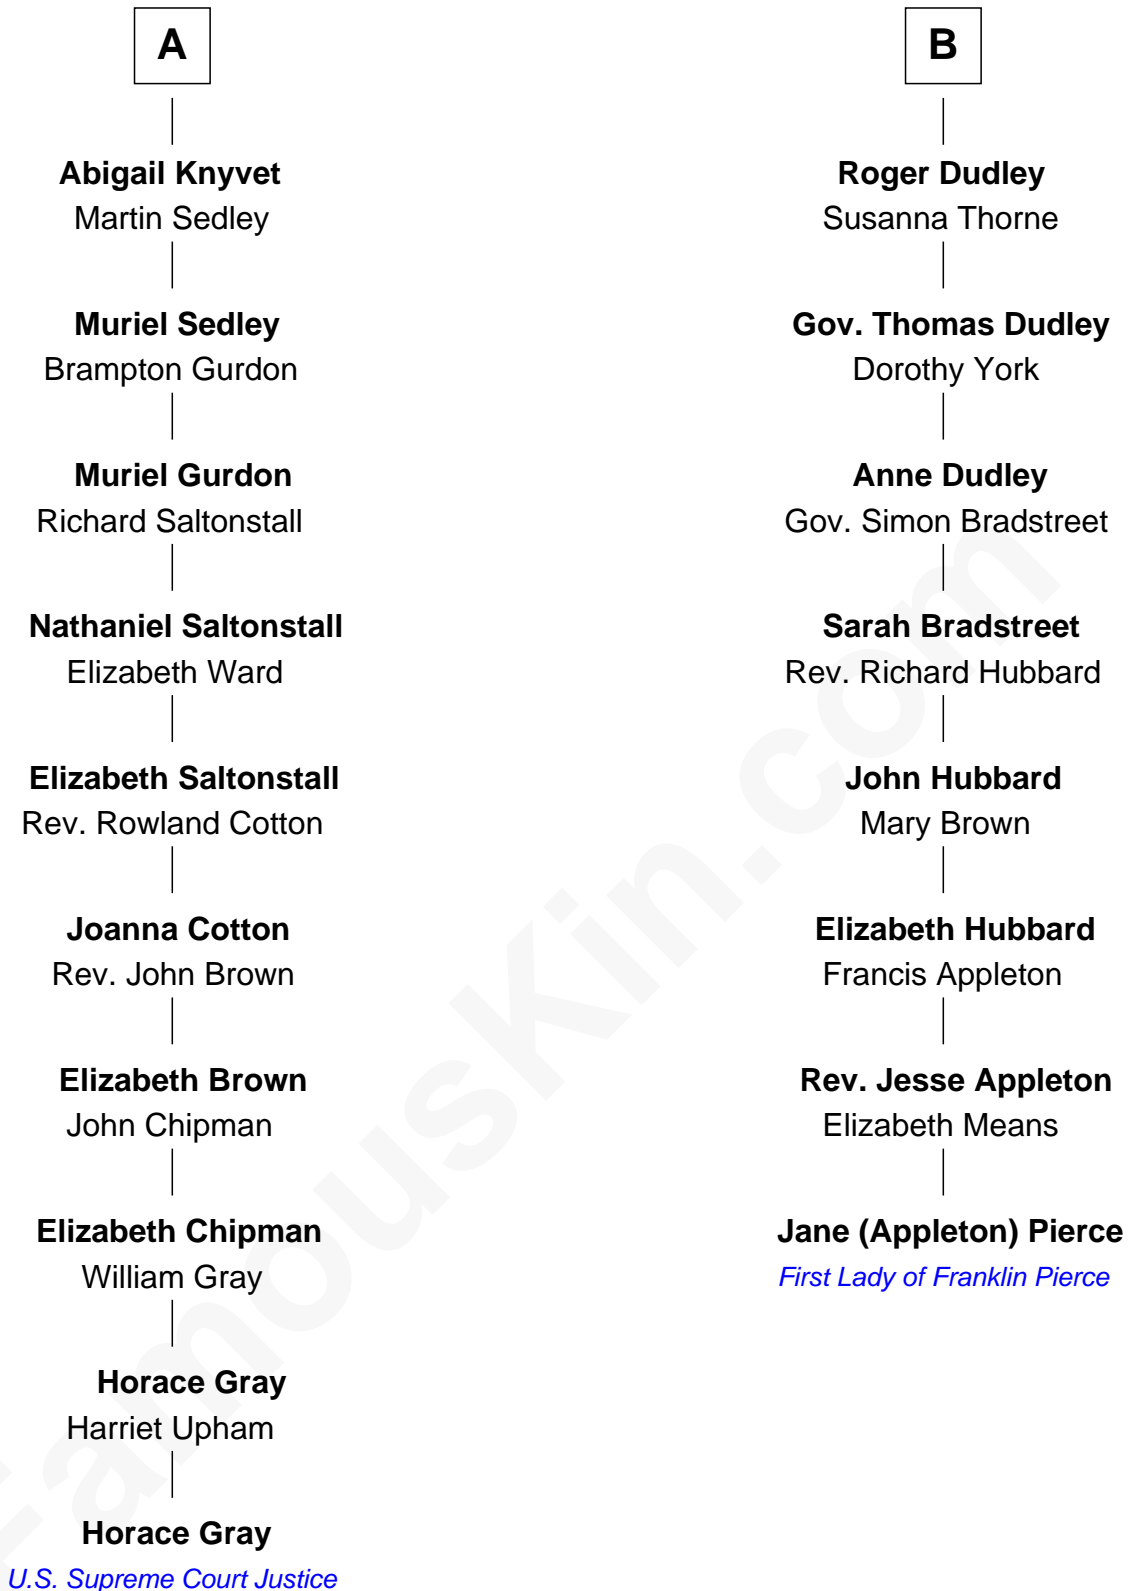 A
Abigail Knyvet
Martin Sedley
Muriel Sedley
Brampton Gurdon
Muriel Gurdon
Richard Saltonstall
Nathaniel Saltonstall
Elizabeth Ward
Elizabeth Saltonstall
Rev. Rowland Cotton
Joanna Cotton
Rev. John Brown
Elizabeth Brown
John Chipman
Elizabeth Chipman
William Gray
Horace Gray
Harriet Upham
Horace Gray
U.S. Supreme Court Justice
B
Roger Dudley
Susanna Thorne
Gov. Thomas Dudley
Dorothy York
Anne Dudley
Gov. Simon Bradstreet
Sarah Bradstreet
Rev. Richard Hubbard
John Hubbard
Mary Brown
Elizabeth Hubbard
Francis Appleton
Rev. Jesse Appleton
Elizabeth Means
Jane (Appleton) Pierce
First Lady of Franklin Pierce
FamousKin.com